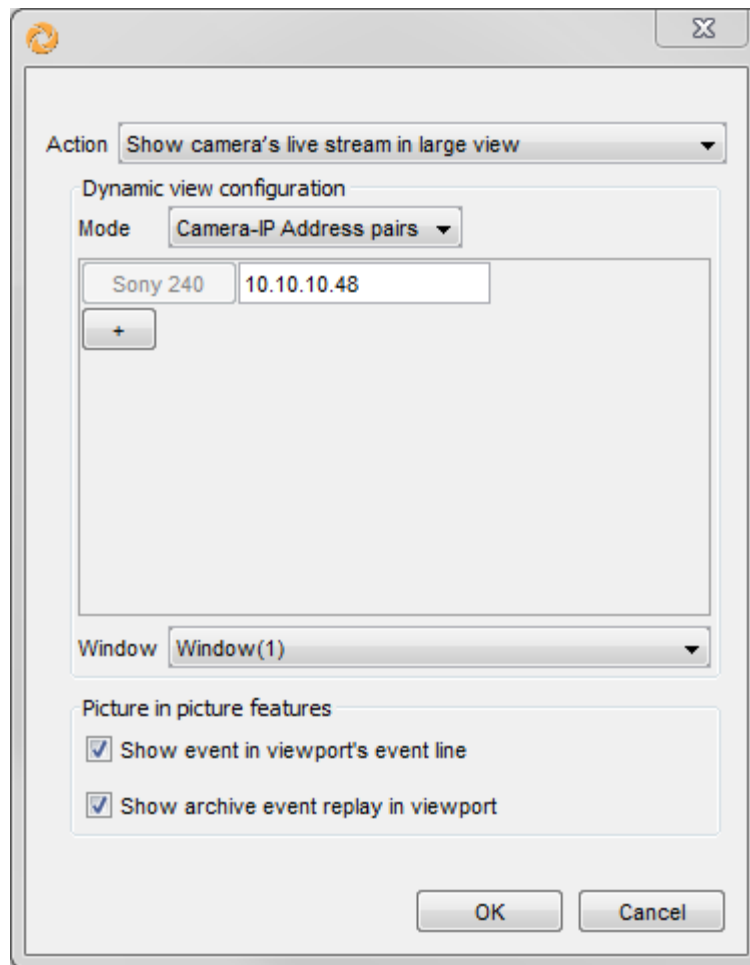 Action Show camera's live stream in large view
Dynamic view configuration
Mode Camera-IP Address pairs
Sony 240 10.10.10.48
+
Window Window(1)
Picture in picture features
Show event in viewport's event line
Show archive event replay in viewport
OK Cancel